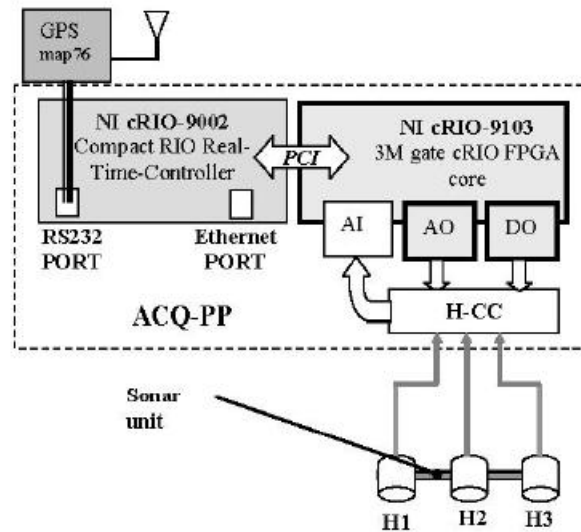 GPS
map76
NI cRIO-9002
Compact RIO Real-
Time-Controller
PCI
NI cRIO-9103
3M gate cRIO FPGA
core
RS232
PORT
Ethernet
PORT
AI
AO
DO
ACQ-PP
H-CC
Sonar
unit
H1
H2
H3